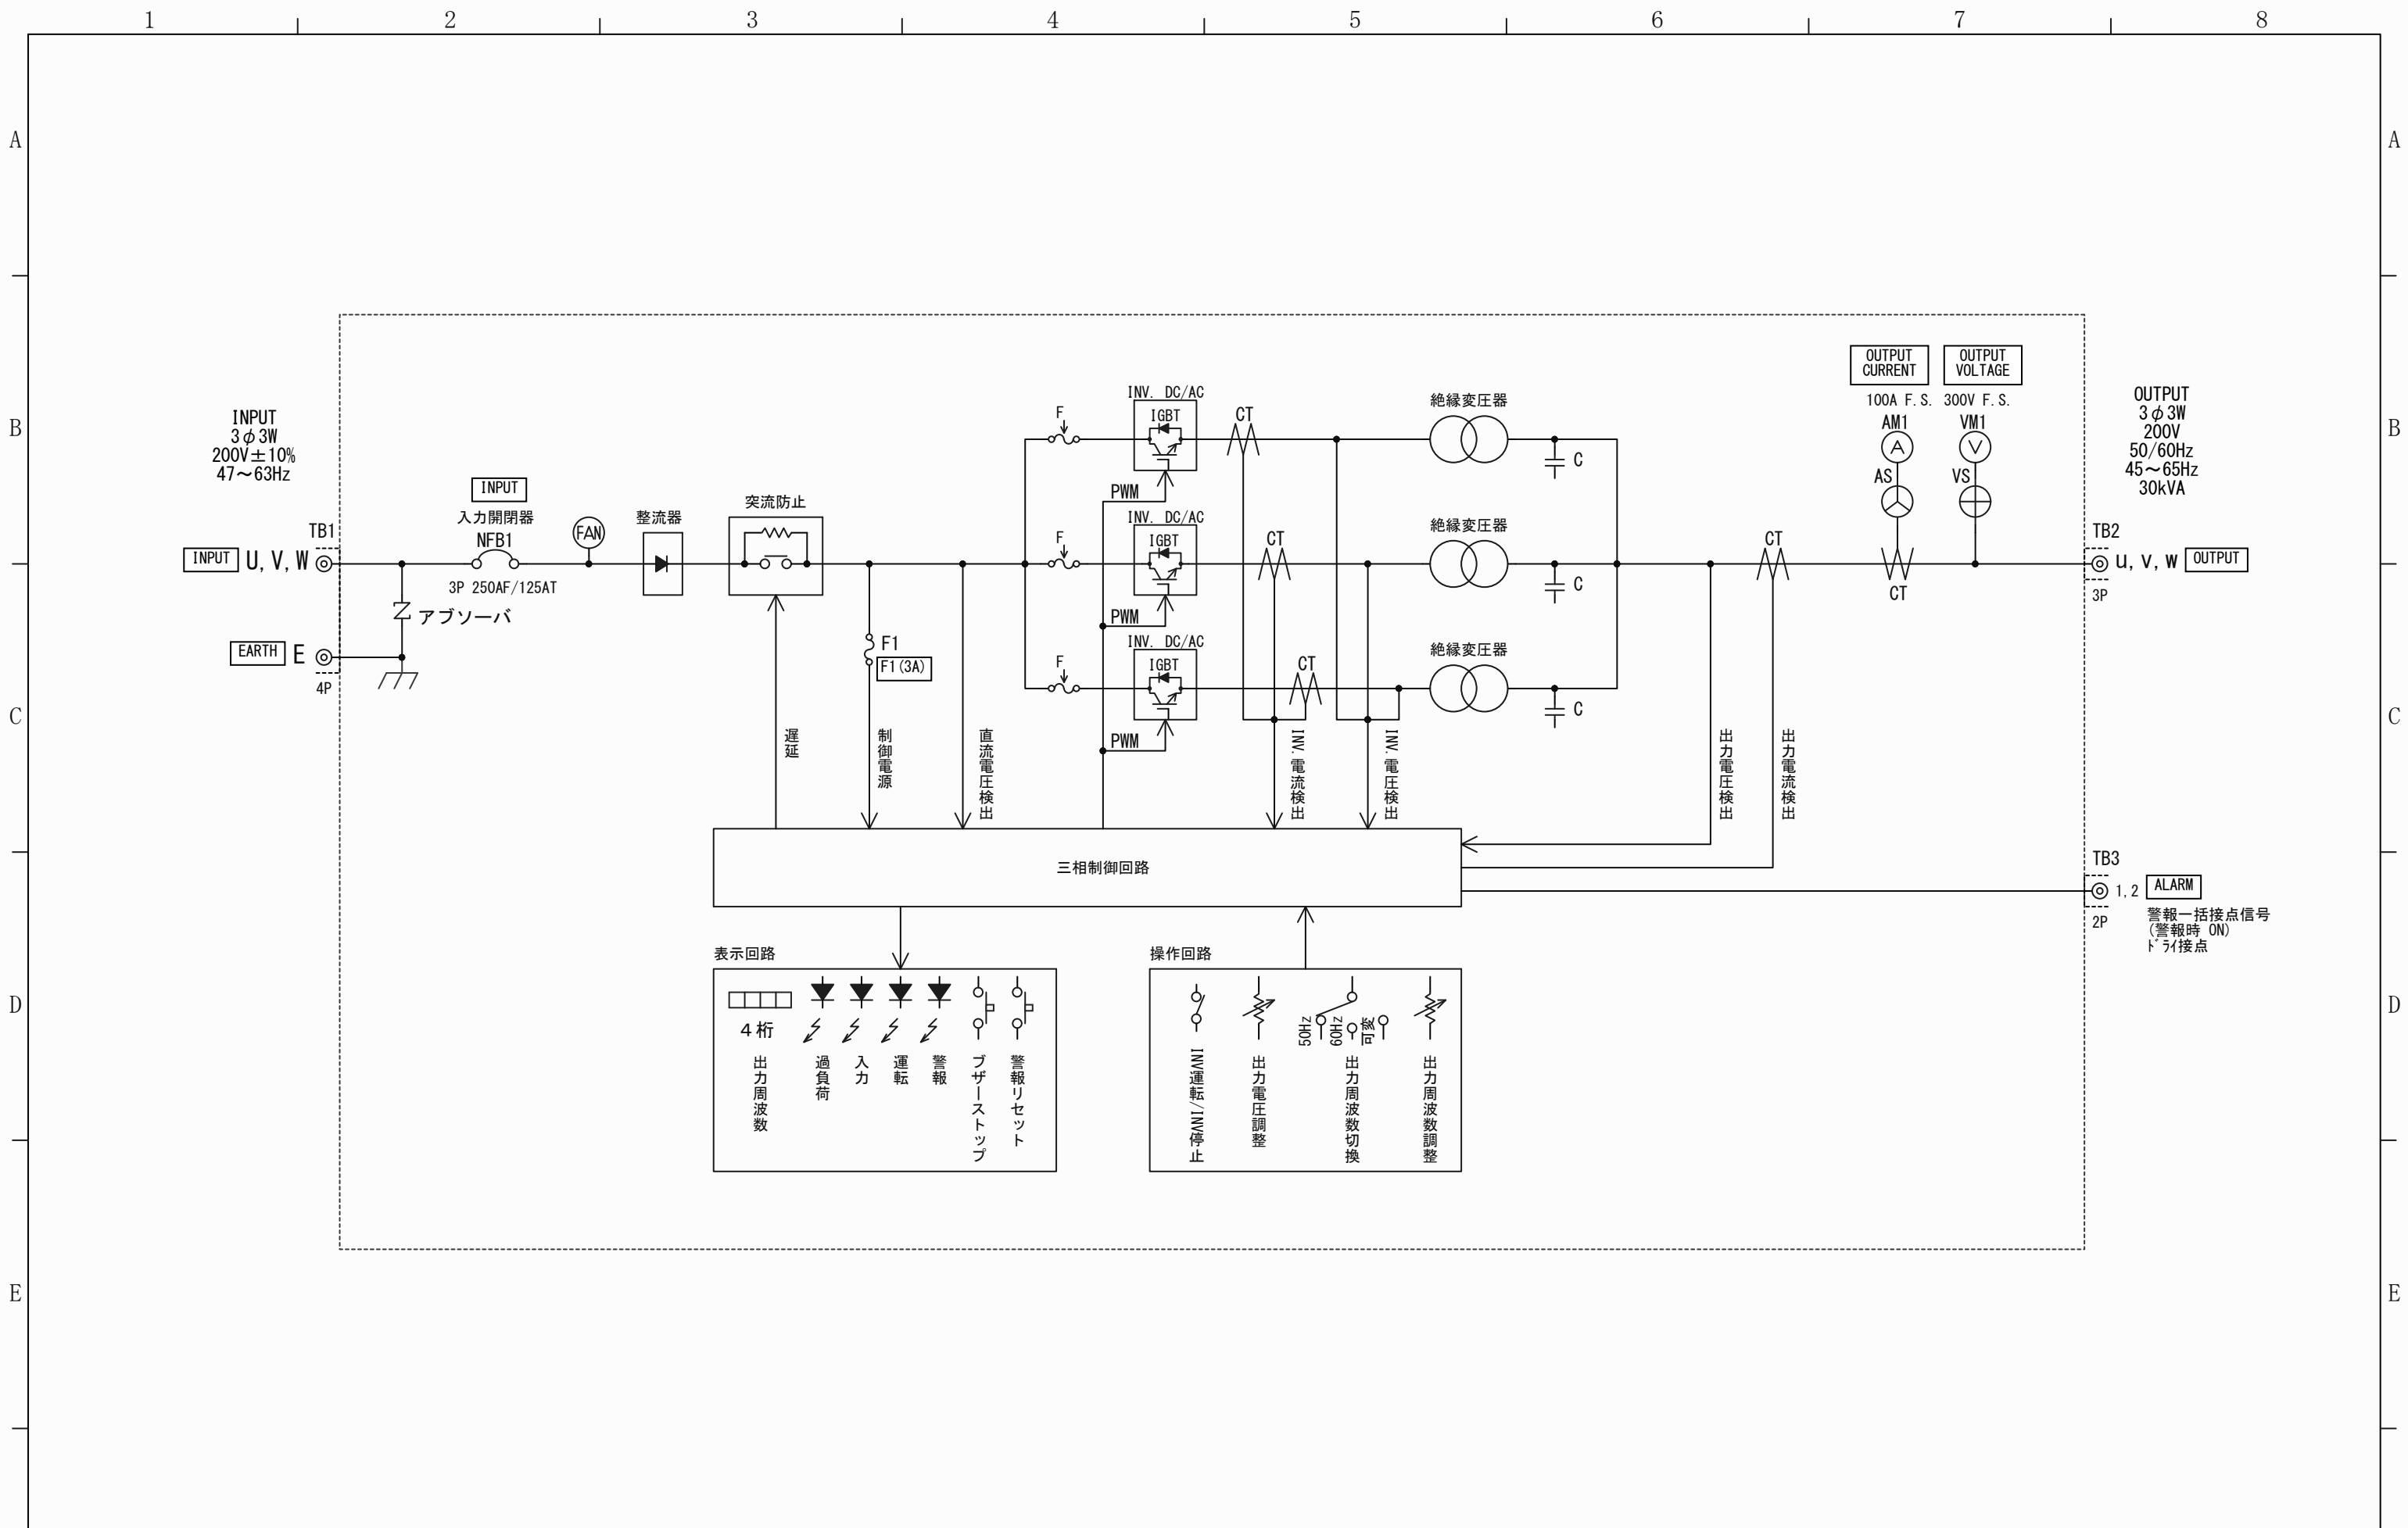 1 2 3 4 5 6 7 8
A A
B B
C C
D D
E E
INPUT
3φ3W
200V±10%
47～63Hz
INPUT
入力開閉器
NFB1
3P 250AF/125AT
TB1
INPUT U,V,W
EARTH E
4P
アブソーバ
FAN
整流器
突流防止
F1
F1(3A)
遅延
制御電源
直流電圧検出
F
INV. DC/AC
IGBT
PWM
CT
絶縁変圧器
C
F
INV. DC/AC
IGBT
PWM
CT
絶縁変圧器
C
F
INV. DC/AC
IGBT
PWM
CT
絶縁変圧器
C
INV.電流検出
INV.電圧検出
出力電圧検出
出力電流検出
CT
OUTPUT
CURRENT
100A F.S.
AM1
A
AS
CT
OUTPUT
VOLTAGE
300V F.S.
VM1
V
VS
OUTPUT
3φ3W
200V
50/60Hz
45～65Hz
30kVA
TB2
u,v,w OUTPUT
3P
三相制御回路
TB3
1,2 ALARM
2P
警報一括接点信号
(警報時 ON)
ﾄﾞﾗｲ接点
表示回路
4桁
出力周波数
過負荷
入力
運転
警報
ブザーストップ
警報リセット
操作回路
INV運転/INV停止
出力電圧調整
50Hz
60Hz
可変
出力周波数切換
出力周波数調整